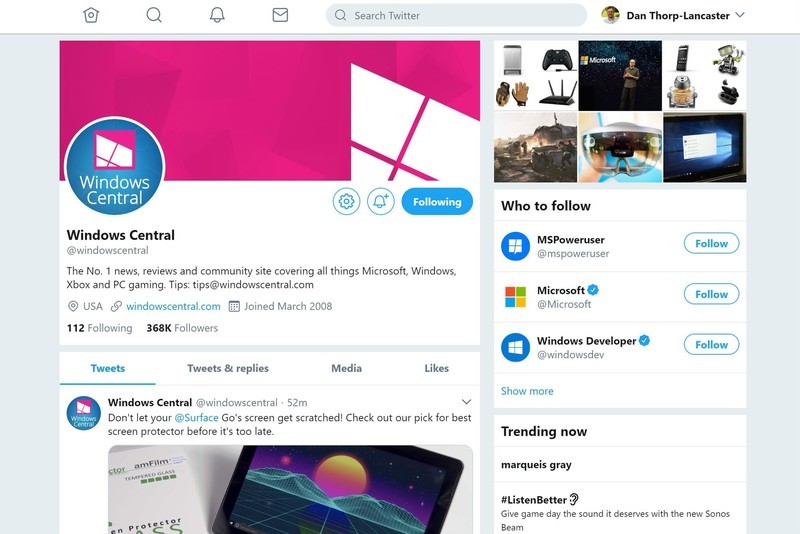 Search Twitter
Dan Thorp-Lancaster
Windows
Central
Following
Windows Central
@windowscentral
The No. 1 news, reviews and community site covering all things Microsoft, Windows,
Xbox and PC gaming. Tips: tips@windowscentral.com
USA windowscentral.com Joined March 2008
112 Following 368K Followers
Tweets Tweets & replies Media Likes
Windows Central @windowscentral · 52m
Don't let your @Surface Go's screen get scratched! Check out our pick for best
screen protector before it's too late.
Windows
Central
ctor amFilm
TEMPERED GLASS
en Protector
ASS
Microsoft
Who to follow
MSPoweruser
@mspoweruser
Follow
Microsoft
@Microsoft
Follow
Windows Developer
@windowsdev
Follow
Show more
Trending now
marqueis gray
#ListenBetter
Give game day the sound it deserves with the new Sonos
Beam